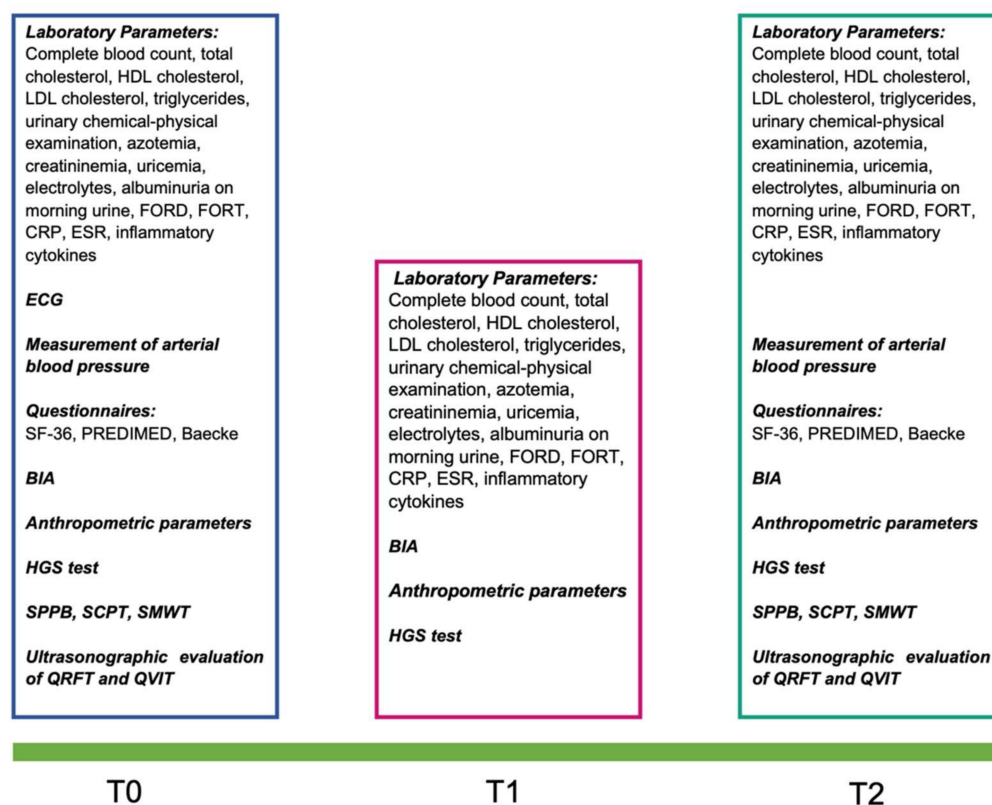 Laboratory Parameters:
Complete blood count, total
cholesterol, HDL cholesterol,
LDL cholesterol, triglycerides,
urinary chemical-physical
examination, azotemia,
creatininemia, uricemia,
electrolytes, albuminuria on
morning urine, FORD, FORT,
CRP, ESR, inflammatory
cytokines
ECG
Measurement of arterial
blood pressure
Questionnaires:
SF-36, PREDIMED, Baecke
BIA
Anthropometric parameters
HGS test
SPPB, SCPT, SMWT
Ultrasonographic evaluation
of QRFT and QVIT
Laboratory Parameters:
Complete blood count, total
cholesterol, HDL cholesterol,
LDL cholesterol, triglycerides,
urinary chemical-physical
examination, azotemia,
creatininemia, uricemia,
electrolytes, albuminuria on
morning urine, FORD, FORT,
CRP, ESR, inflammatory
cytokines
BIA
Anthropometric parameters
HGS test
Laboratory Parameters:
Complete blood count, total
cholesterol, HDL cholesterol,
LDL cholesterol, triglycerides,
urinary chemical-physical
examination, azotemia,
creatininemia, uricemia,
electrolytes, albuminuria on
morning urine, FORD, FORT,
CRP, ESR, inflammatory
cytokines
Measurement of arterial
blood pressure
Questionnaires:
SF-36, PREDIMED, Baecke
BIA
Anthropometric parameters
HGS test
SPPB, SCPT, SMWT
Ultrasonographic evaluation
of QRFT and QVIT
T0
T1
T2